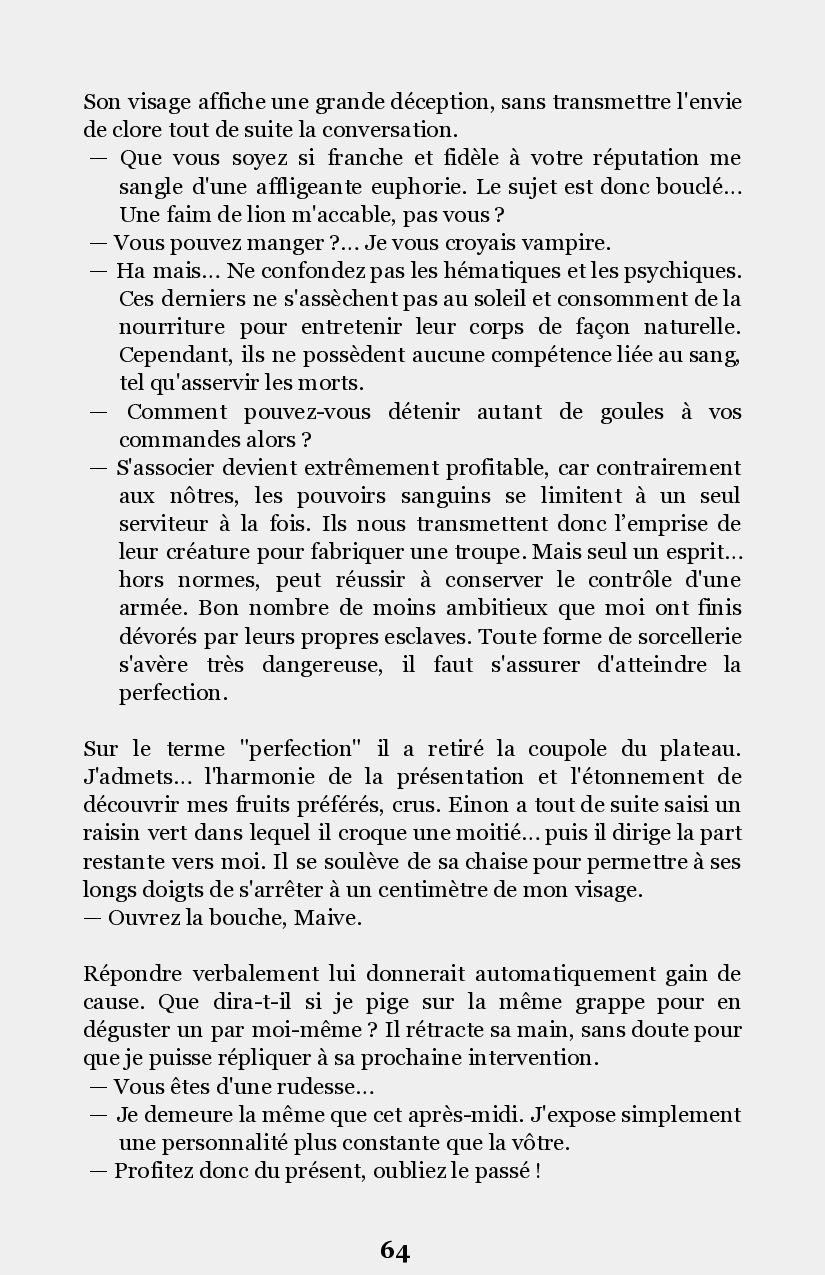 Son visage affiche une grande déception, sans transmettre l'envie
de clore tout de suite la conversation.
— Que vous soyez si franche et fidèle à votre réputation me
sangle d'une affligeante euphorie. Le sujet est donc bouclé...
Une faim de lion m'accable, pas vous ?
— Vous pouvez manger ?... Je vous croyais vampire.
— Ha mais... Ne confondez pas les hématiques et les psychiques.
Ces derniers ne s'assèchent pas au soleil et consomment de la
nourriture pour entretenir leur corps de façon naturelle.
Cependant, ils ne possèdent aucune compétence liée au sang,
tel qu'asservir les morts.
— Comment pouvez-vous détenir autant de goules à vos
commandes alors ?
— S'associer devient extrêmement profitable, car contrairement
aux nôtres, les pouvoirs sanguins se limitent à un seul
serviteur à la fois. Ils nous transmettent donc l’emprise de
leur créature pour fabriquer une troupe. Mais seul un esprit...
hors normes, peut réussir à conserver le contrôle d'une
armée. Bon nombre de moins ambitieux que moi ont finis
dévorés par leurs propres esclaves. Toute forme de sorcellerie
s'avère très dangereuse, il faut s'assurer d'atteindre la
perfection.
Sur le terme "perfection" il a retiré la coupole du plateau.
J'admets... l'harmonie de la présentation et l'étonnement de
découvrir mes fruits préférés, crus. Einon a tout de suite saisi un
raisin vert dans lequel il croque une moitié... puis il dirige la part
restante vers moi. Il se soulève de sa chaise pour permettre à ses
longs doigts de s'arrêter à un centimètre de mon visage.
— Ouvrez la bouche, Maive.
Répondre verbalement lui donnerait automatiquement gain de
cause. Que dira-t-il si je pige sur la même grappe pour en
déguster un par moi-même ? Il rétracte sa main, sans doute pour
que je puisse répliquer à sa prochaine intervention.
— Vous êtes d'une rudesse...
— Je demeure la même que cet après-midi. J'expose simplement
une personnalité plus constante que la vôtre.
— Profitez donc du présent, oubliez le passé !
64